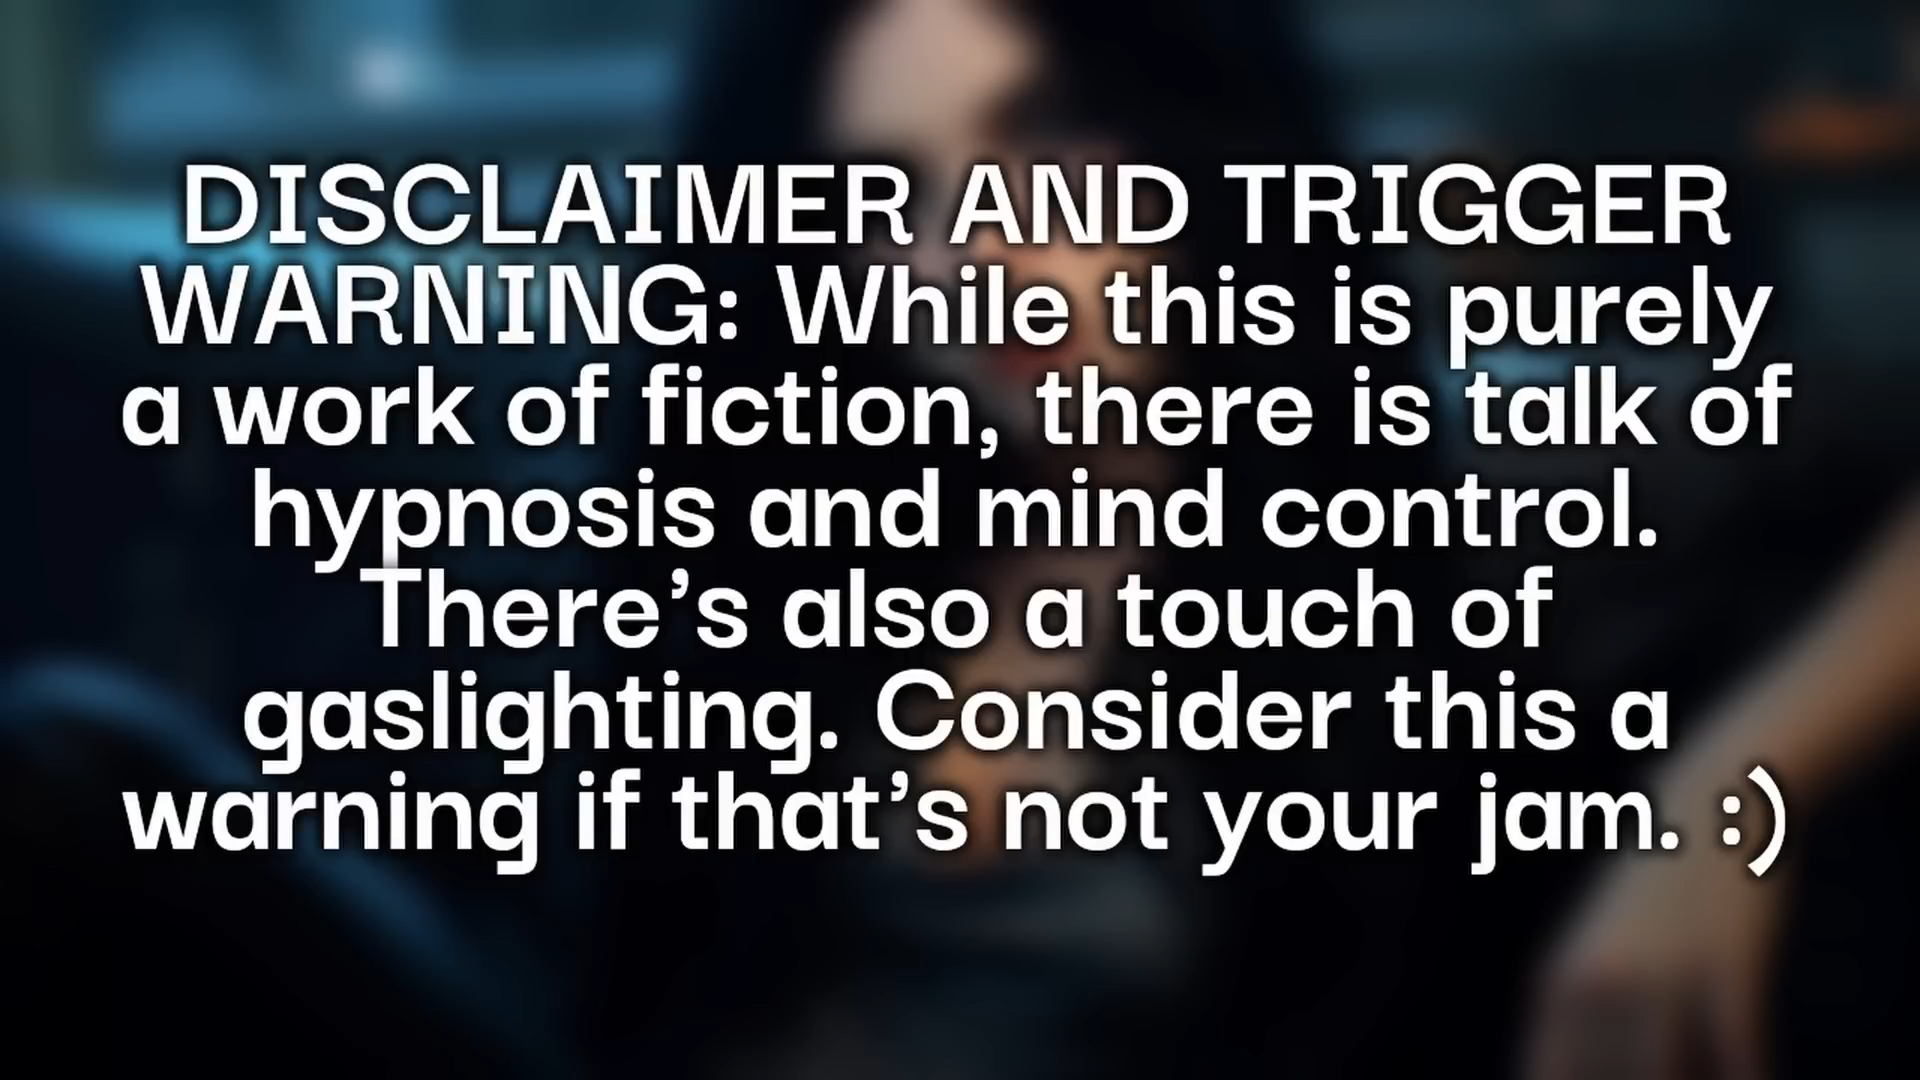 DISCLAIMER AND TRIGGER
WARNING: While this is purely
a work of fiction, there is talk of
hypnosis and mind control.
There’s also a touch of
gaslighting. Consider this a
warning if that’s not your jam. :)